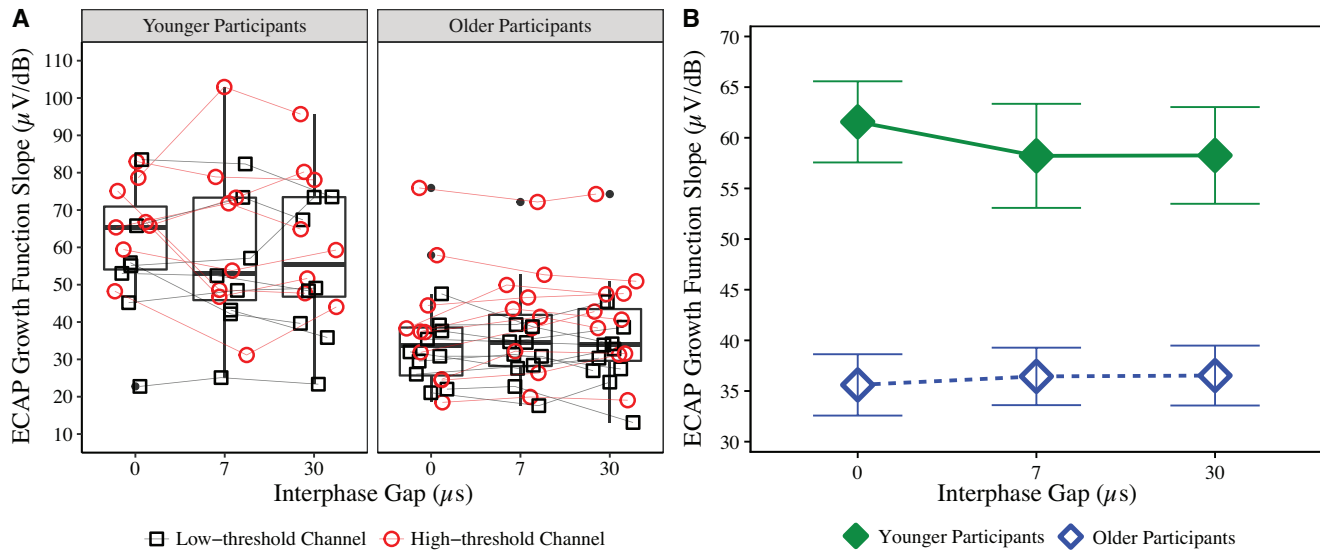 A
Younger Participants
Older Participants
ECAP Growth Function Slope (µV/dB)
110
100
90
80
70
60
50
40
30
20
10
0 7 30
0 7 30
Interphase Gap (µs)
Low−threshold Channel
High−threshold Channel
B
ECAP Growth Function Slope (µV/dB)
70
65
60
55
50
45
40
35
30
0 7 30
Interphase Gap (µs)
Younger Participants
Older Participants